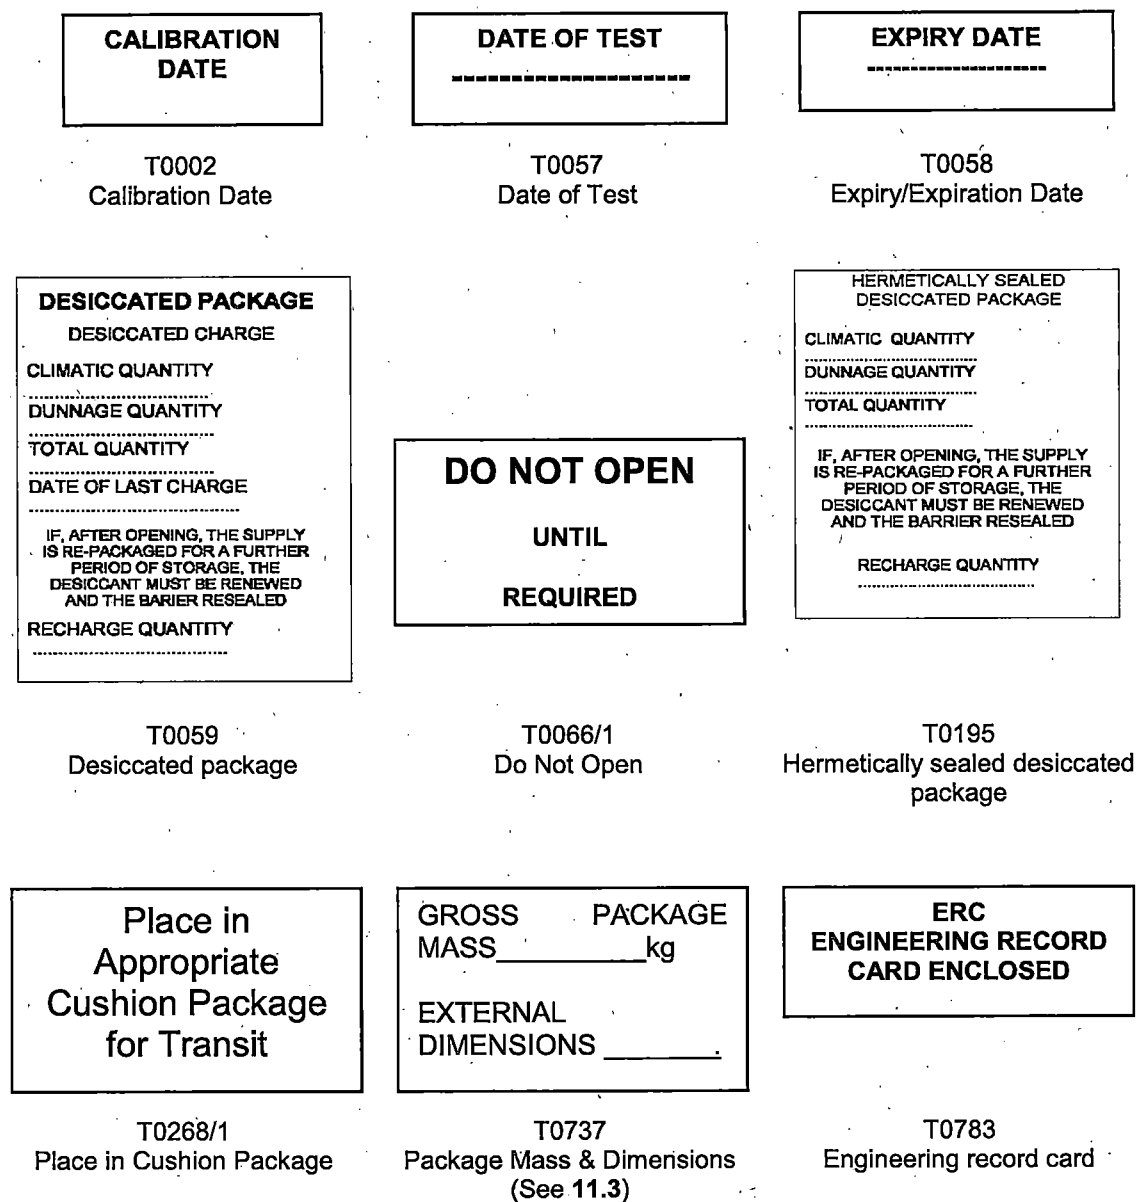 CALIBRATION
DATE
T0002
Calibration Date
DATE OF TEST
T0057
Date of Test
EXPIRY DATE
T0058
Expiry/Expiration Date
DESICCATED PACKAGE
DESICCATED CHARGE
CLIMATIC QUANTITY
DUNNAGE QUANTITY
TOTAL QUANTITY
DATE OF LAST CHARGE
IF, AFTER OPENING, THE SUPPLY
IS RE-PACKAGED FOR A FURTHER
PERIOD OF STORAGE, THE
DESICCANT MUST BE RENEWED
AND THE BARIER RESEALED
RECHARGE QUANTITY
T0059
Desiccated package
DO NOT OPEN
UNTIL
REQUIRED
T0066/1
Do Not Open
HERMETICALLY SEALED
DESICCATED PACKAGE
CLIMATIC QUANTITY
DUNNAGE QUANTITY
TOTAL QUANTITY
IF, AFTER OPENING, THE SUPPLY
IS RE-PACKAGED FOR A FURTHER
PERIOD OF STORAGE, THE
DESICCANT MUST BE RENEWED
AND THE BARRIER RESEALED
RECHARGE QUANTITY
T0195
Hermetically sealed desiccated
package
Place in
Appropriate
Cushion Package
for Transit
T0268/1
Place in Cushion Package
GROSS PACKAGE
MASS_________kg
EXTERNAL
DIMENSIONS _______.
T0737
Package Mass & Dimensions
(See 11.3)
ERC
ENGINEERING RECORD
CARD ENCLOSED
T0783
Engineering record card